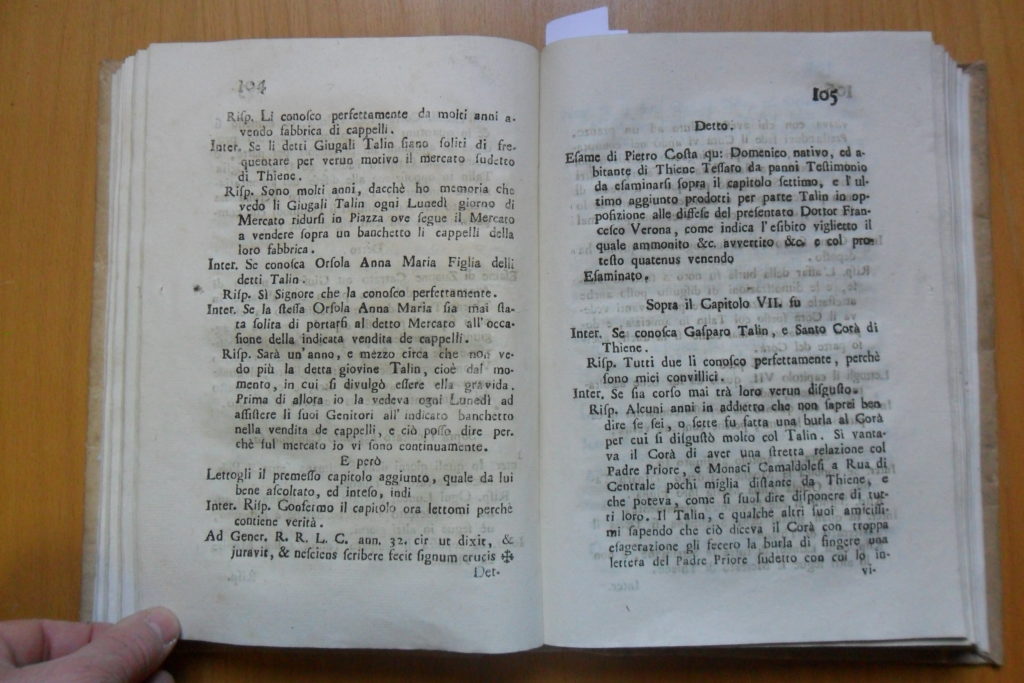 104
Riſp. Li conoſco perfettamente da molti anni a-
vendo fabbrica di cappelli.
Inter. Se li detti Giugali Talin ſiano ſoliti di fre-
quentare per verun motivo il mercato ſudetto
di Thiene.
Riſp. Sono molti anni, dacchè ho memoria che
vedo li Giugali Talin ogni Lunedì giorno di
Mercato ridurſi in Piazza ove ſegue il Mercato
a vendere ſopra un banchetto li cappelli della
loro fabbrica.
Inter. Se conoſca Orſola Anna Maria Figlia delli
detti Talin.
Riſp. Sì Signore che la conoſco perfettamente.
Inter. Se la ſteſſa Orſola Anna Maria ſia mai ſta-
ta ſolita di portarſi al detto Mercato all'occa-
ſione della indicata vendita de cappelli.
Riſp. Sarà un'anno, e mezzo circa che non ve-
do più la detta giovine Talin, cioè dal mo-
mento, in cui ſi divulgò eſſere ella gravida.
Prima di allora io la vedeva ogni Lunedì ad
aſſiſtere li ſuoi Genitori all'indicato banchetto
nella vendita de cappelli, e ciò poſſo dire per-
chè ſul mercato io vi ſono continuamente.
E però
Lettogli il premeſſo capitolo aggiunto, quale da lui
bene aſcoltato, ed inteſo, indi
Inter. Riſp. Confermo il capitolo ora lettomi perchè
contiene verità.
Ad Gener. R. R. L. C. ann. 32. cir ut dixit, &
juravit, & neſciens ſcribere fecit ſignum crucis ✠
Det-
105
Detto.
Eſame di Pietro Coſta qu: Domenico nativo, ed a-
bitante di Thiene Teſſaro da panni Teſtimonio
da eſaminarſi ſopra il capitolo ſettimo, e l'ul-
timo aggiunto prodotti per parte Talin in op-
poſizione alle diffeſe del preſentato Dottor Fran-
ceſco Verona, come indica l'eſibito viglietto il
quale ammonito &c. avvertito &c. e col pro-
teſto quatenus venendo
Eſaminato,
Sopra il Capitolo VII. ſu
Inter. Se conoſca Gaſparo Talin, e Santo Corà di
Thiene.
Riſp. Tutti due li conoſco perfettamente, perchè
ſono miei convillici.
Inter. Se ſia corſo mai trà loro verun diſguſto.
Riſp. Alcuni anni in addietro che non ſaprei ben
dire ſe ſei, o ſette fu fatta una burla al Corà
per cui ſi diſguſtò molto col Talin. Si vanta-
va il Corà di aver una ſtretta relazione col
Padre Priore, e Monaci Camaldoleſi a Rua di
Centrale pochi miglia diſtante da Thiene, e
che poteva, come ſi ſuol dire diſponere di tut-
ti loro. Il Talin, e qualche altri ſuoi amiciſſi-
mi ſapendo che ciò diceva il Corà con troppa
eſagerazione gli fecero la burla di fingere una
lettera del Padre Priore ſudetto con cui lo in-
vi-